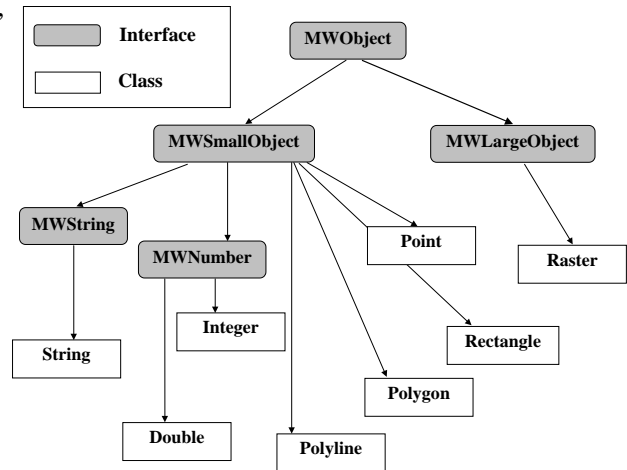 ,
Interface
Class
MWObject
MWSmallObject
MWLargeObject
MWString
MWNumber
Point
Raster
Integer
Rectangle
String
Polygon
Double
Polyline